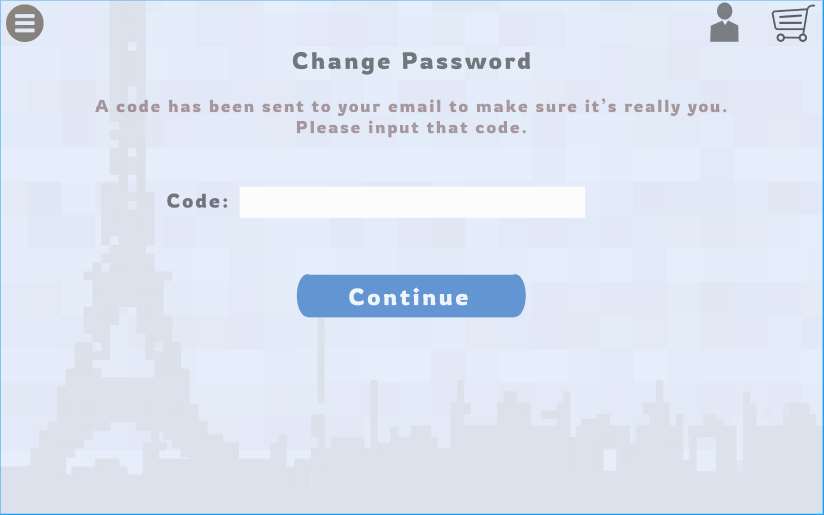 Change Password
A code has been sent to your email to make sure it’s really you.
Please input that code.
Code:
Continue